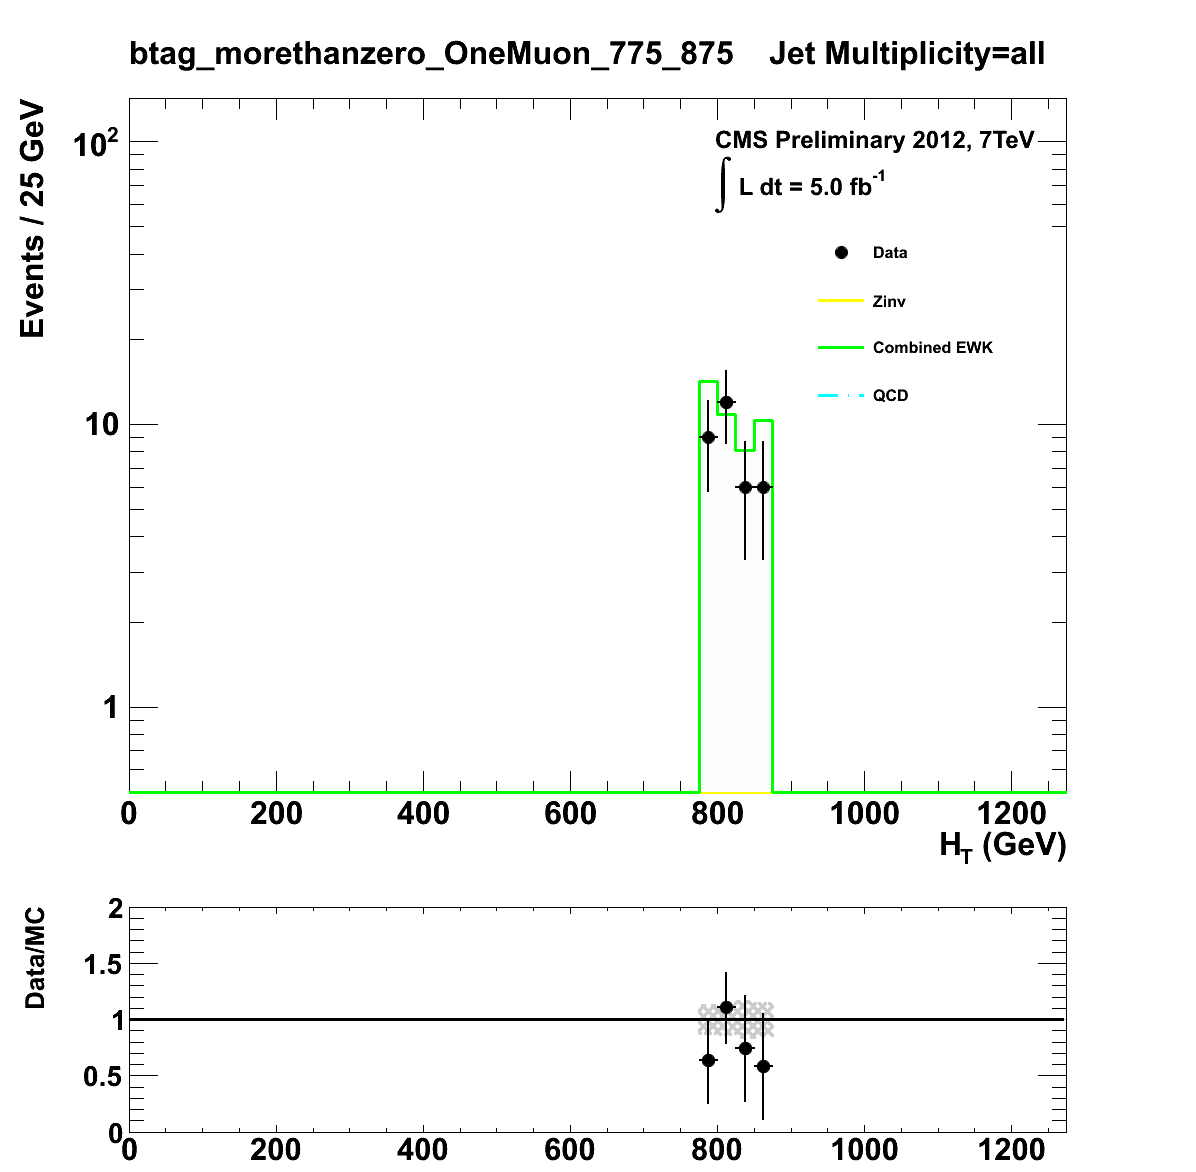 btag_morethanzero_OneMuon_775_875 Jet Multiplicity=all
Events / 25 GeV
10²
10
1
CMS Preliminary 2012, 7TeV
∫ L dt = 5.0 fb⁻¹
Data
Zinv
Combined EWK
QCD
0 200 400 600 800 1000 1200
H_T (GeV)
Data/MC
2
1.5
1
0.5
0
0 200 400 600 800 1000 1200